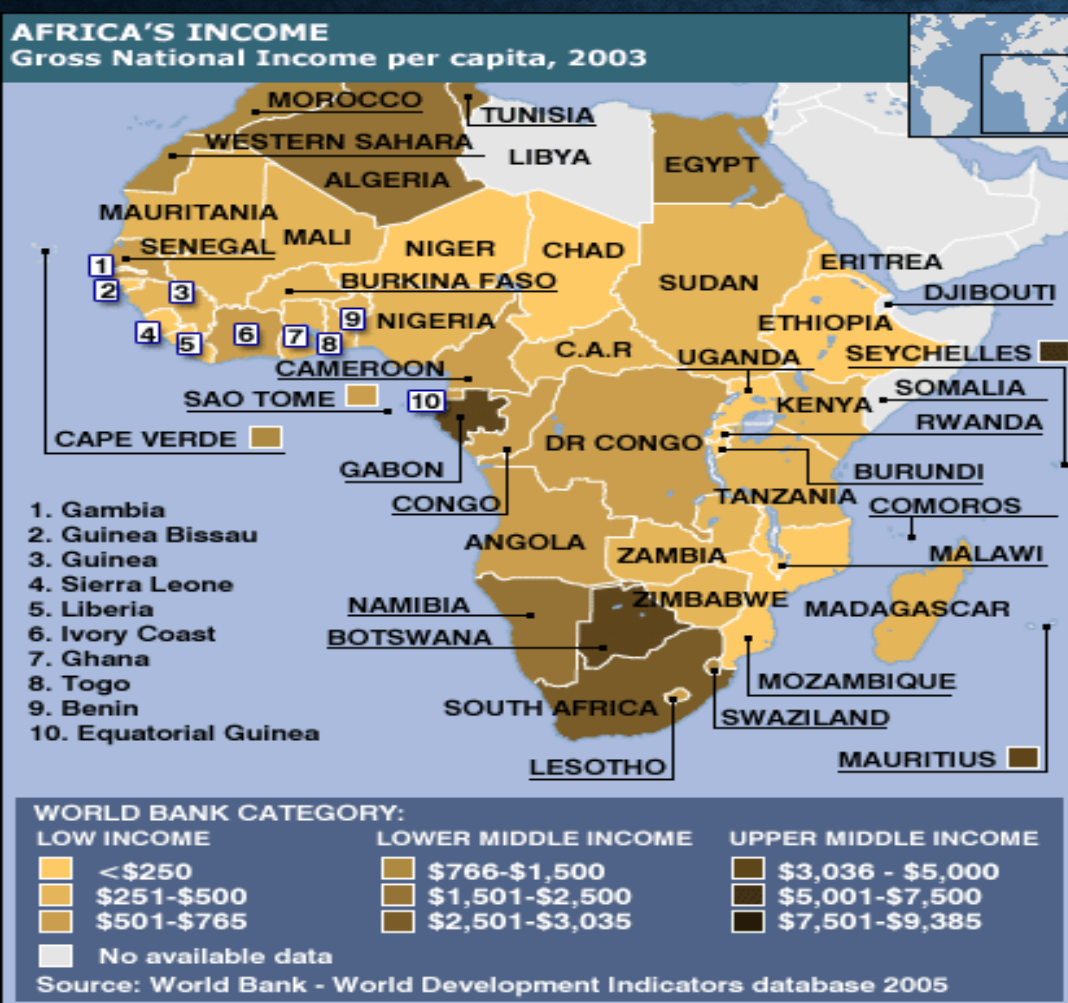 AFRICA'S INCOME
Gross National Income per capita, 2003
MOROCCO
TUNISIA
WESTERN SAHARA
LIBYA
EGYPT
ALGERIA
MAURITANIA
SENEGAL
MALI
NIGER
CHAD
ERITREA
1
2
3
BURKINA FASO
SUDAN
DJIBOUTI
4
5
6
7
8
9
NIGERIA
ETHIOPIA
C.A.R
UGANDA
SEYCHELLES
CAMEROON
SAO TOME
10
KENYA
SOMALIA
RWANDA
CAPE VERDE
DR CONGO
GABON
BURUNDI
CONGO
TANZANIA
COMOROS
ANGOLA
ZAMBIA
MALAWI
NAMIBIA
ZIMBABWE
MADAGASCAR
BOTSWANA
MOZAMBIQUE
SOUTH AFRICA
SWAZILAND
LESOTHO
MAURITIUS
1. Gambia
2. Guinea Bissau
3. Guinea
4. Sierra Leone
5. Liberia
6. Ivory Coast
7. Ghana
8. Togo
9. Benin
10. Equatorial Guinea
WORLD BANK CATEGORY:
LOW INCOME
<$250
$251-$500
$501-$765
LOWER MIDDLE INCOME
$766-$1,500
$1,501-$2,500
$2,501-$3,035
UPPER MIDDLE INCOME
$3,036 - $5,000
$5,001-$7,500
$7,501-$9,385
No available data
Source: World Bank - World Development Indicators database 2005